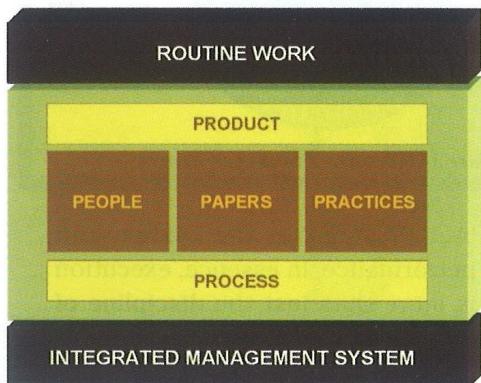 ROUTINE WORK
PRODUCT
PEOPLE PAPERS PRACTICES
PROCESS
INTEGRATED MANAGEMENT SYSTEM